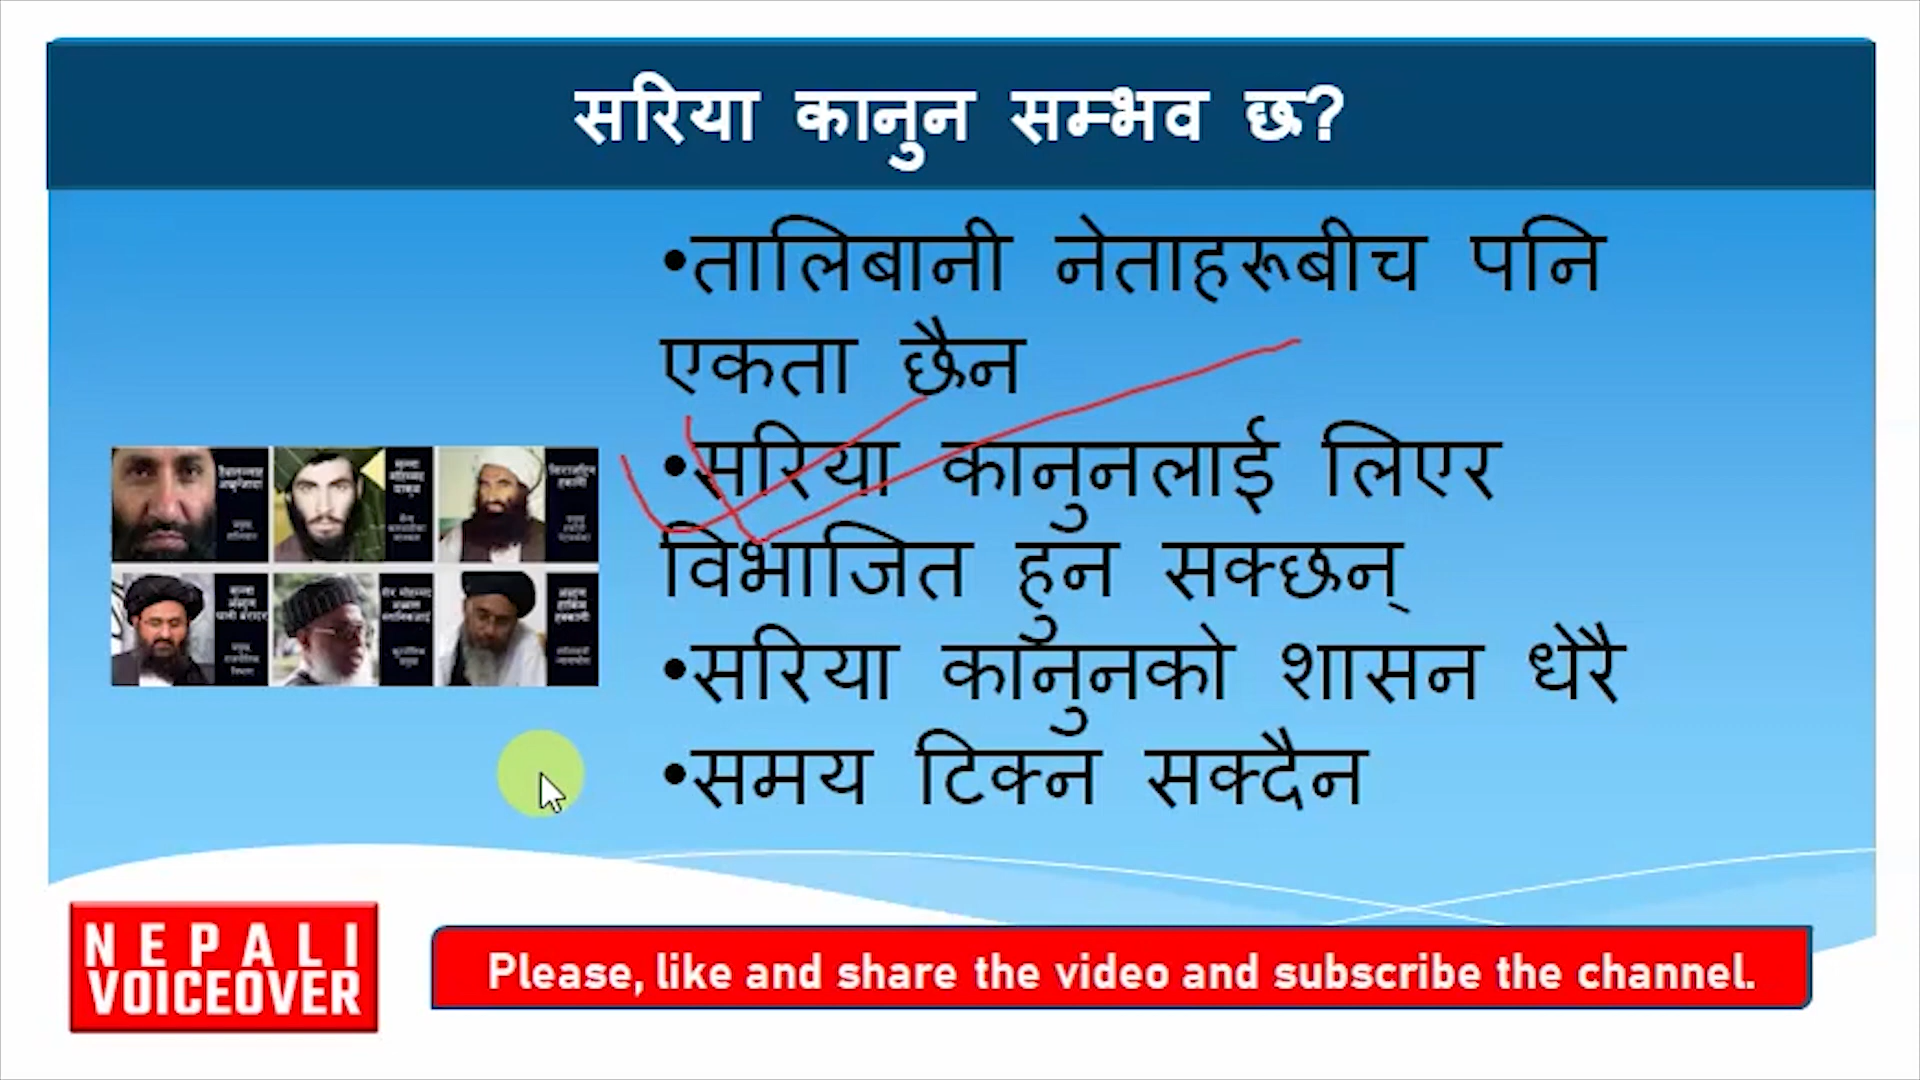 सरिया कानुन सम्भव छ?
•तालिबानी नेताहरूबीच पनि
एकता छैन
•सरिया कानुनलाई लिएर
विभाजित हुन सक्छन्
•सरिया कानुनको शासन धेरै
•समय टिक्न सक्दैन
NEPALI
VOICEOVER
Please, like and share the video and subscribe the channel.